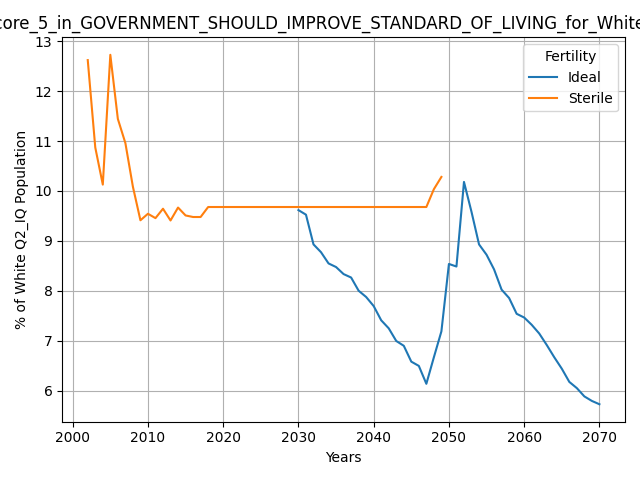 core_5_in_GOVERNMENT_SHOULD_IMPROVE_STANDARD_OF_LIVING_for_White
13
12
11
10
9
8
7
6
% of White Q2_IQ Population
Fertility
Ideal
Sterile
2000 2010 2020 2030 2040 2050 2060 2070
Years